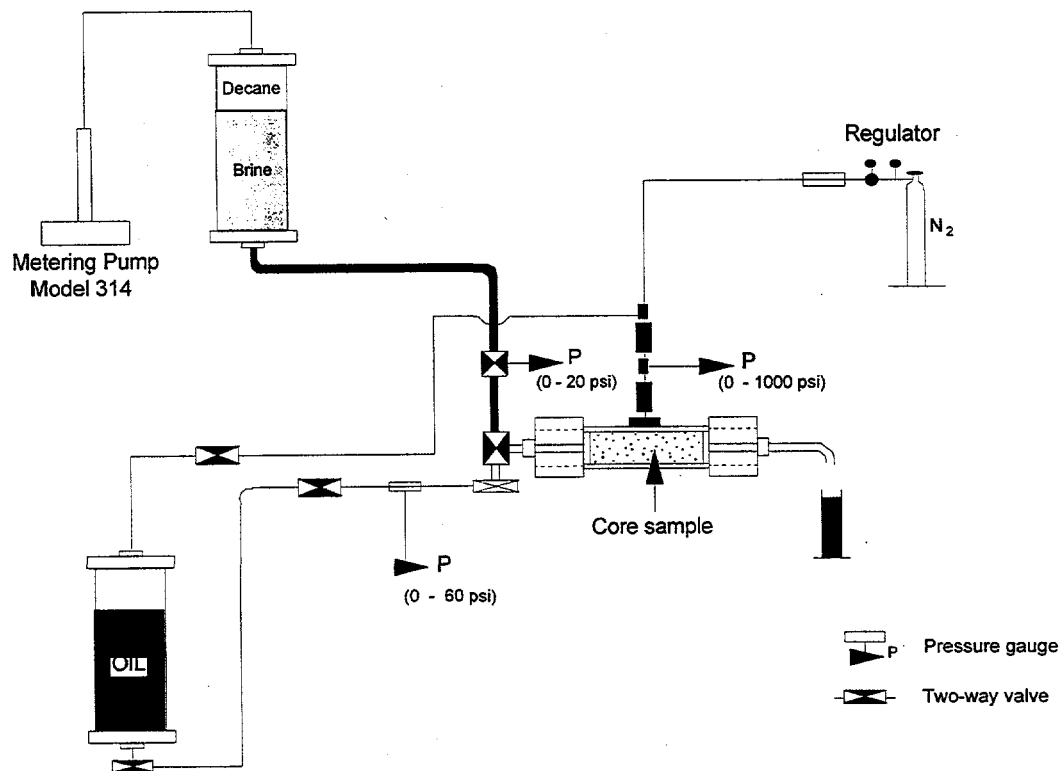 Decane
Brine
Metering Pump
Model 314
Regulator
N2
P
(0 - 20 psi)
P
(0 - 1000 psi)
Core sample
P
(0 - 60 psi)
OIL
P Pressure gauge
Two-way valve